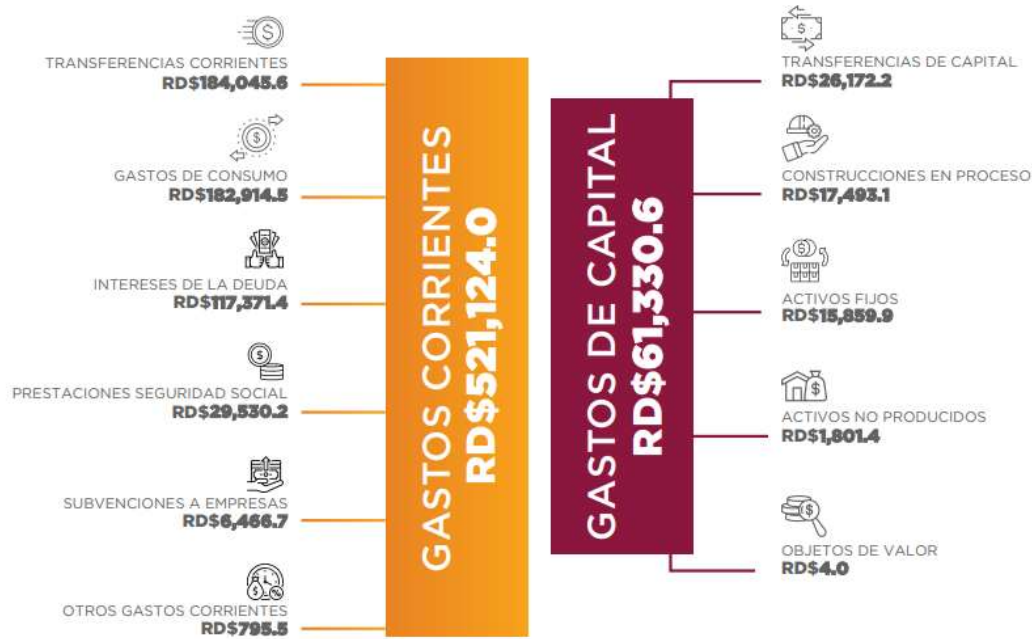 TRANSFERENCIAS CORRIENTES
RD$184,045.6
GASTOS DE CONSUMO
RD$182,914.5
INTERESES DE LA DEUDA
RD$117,371.4
PRESTACIONES SEGURIDAD SOCIAL
RD$29,530.2
SUBVENCIONES A EMPRESAS
RD$6,466.7
OTROS GASTOS CORRIENTES
RD$795.5
GASTOS CORRIENTES
RD$521,124.0
GASTOS DE CAPITAL
RD$61,330.6
TRANSFERENCIAS DE CAPITAL
RD$26,172.2
CONSTRUCCIONES EN PROCESO
RD$17,493.1
ACTIVOS FIJOS
RD$15,859.9
ACTIVOS NO PRODUCIDOS
RD$1,801.4
OBJETOS DE VALOR
RD$4.0